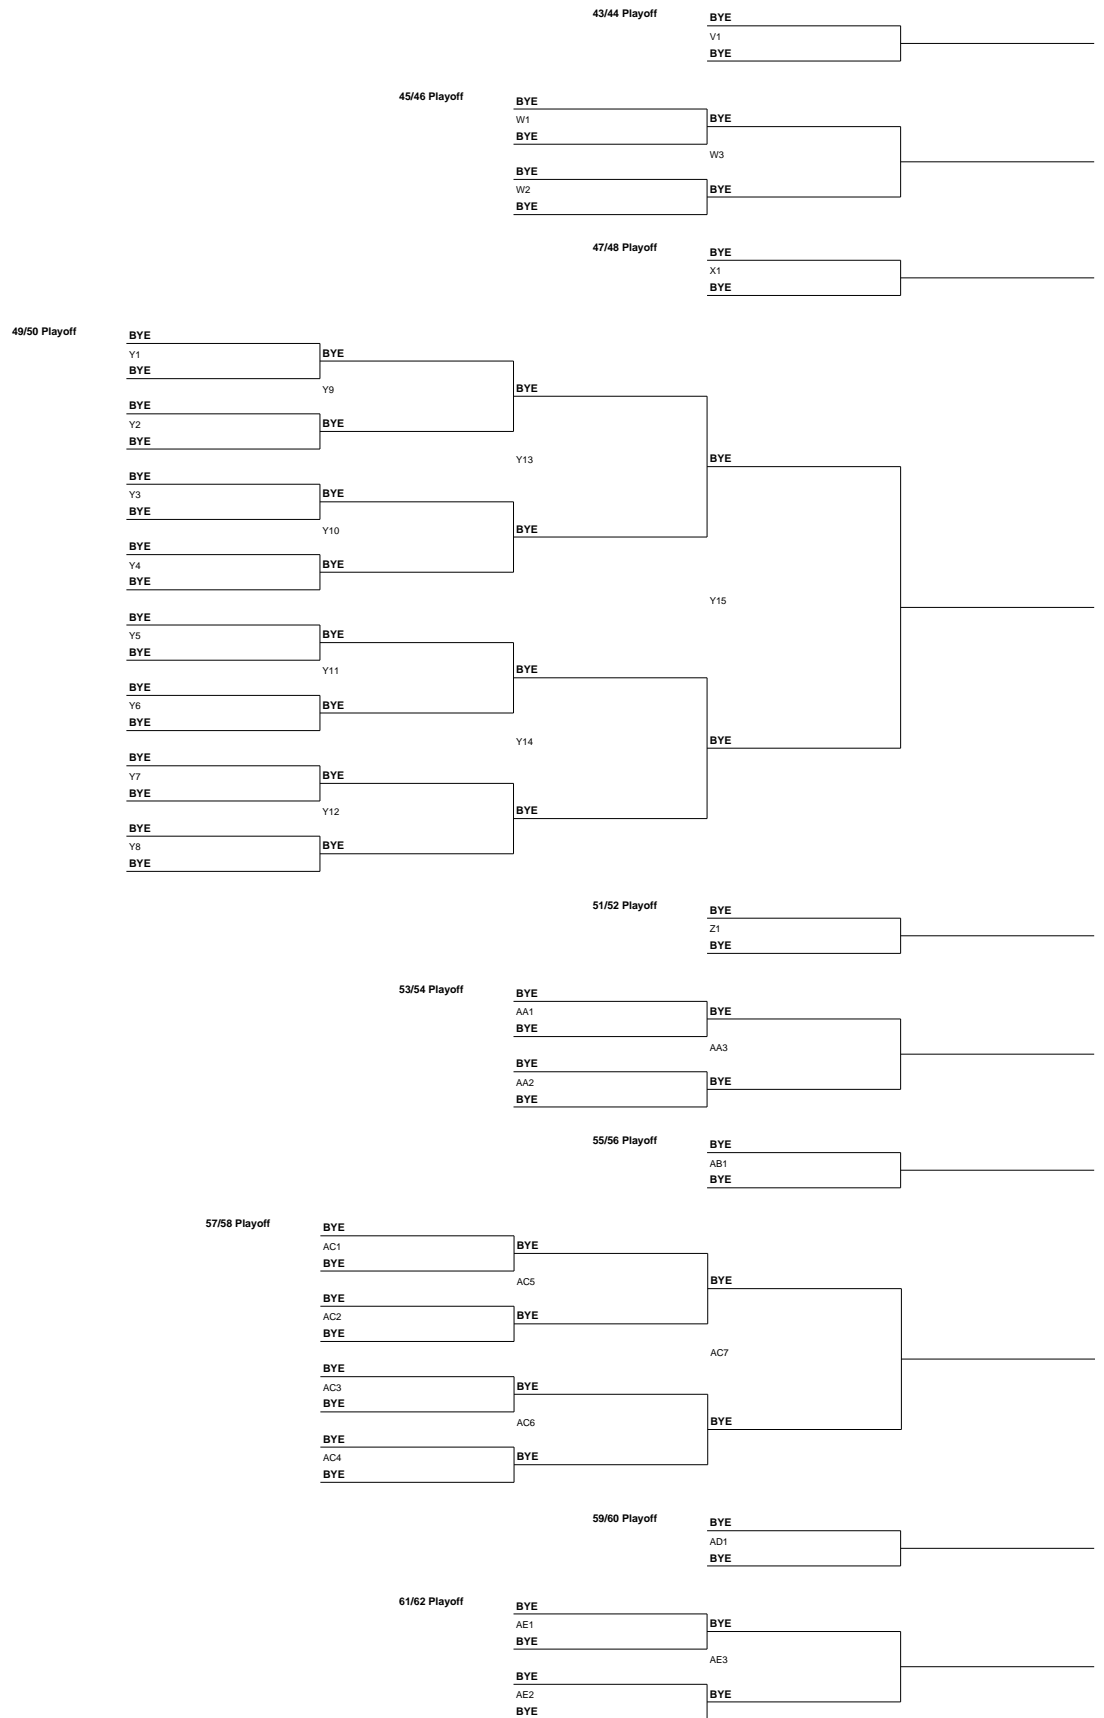 43/44 Playoff
BYE
V1
BYE
45/46 Playoff
BYE
W1
BYE
BYE
W3
BYE
W2
BYE
BYE
47/48 Playoff
BYE
X1
BYE
49/50 Playoff
BYE
Y1
BYE
BYE
Y9
BYE
BYE
Y2
BYE
BYE
Y13
BYE
BYE
Y3
BYE
BYE
Y10
BYE
BYE
Y4
BYE
BYE
Y15
BYE
Y5
BYE
BYE
Y11
BYE
BYE
Y6
BYE
BYE
Y14
BYE
BYE
Y7
BYE
BYE
Y12
BYE
BYE
Y8
BYE
BYE
51/52 Playoff
BYE
Z1
BYE
53/54 Playoff
BYE
AA1
BYE
BYE
AA3
BYE
AA2
BYE
BYE
55/56 Playoff
BYE
AB1
BYE
57/58 Playoff
BYE
AC1
BYE
BYE
AC5
BYE
BYE
AC2
BYE
BYE
AC7
BYE
AC3
BYE
BYE
AC6
BYE
BYE
AC4
BYE
BYE
59/60 Playoff
BYE
AD1
BYE
61/62 Playoff
BYE
AE1
BYE
BYE
AE3
BYE
AE2
BYE
BYE